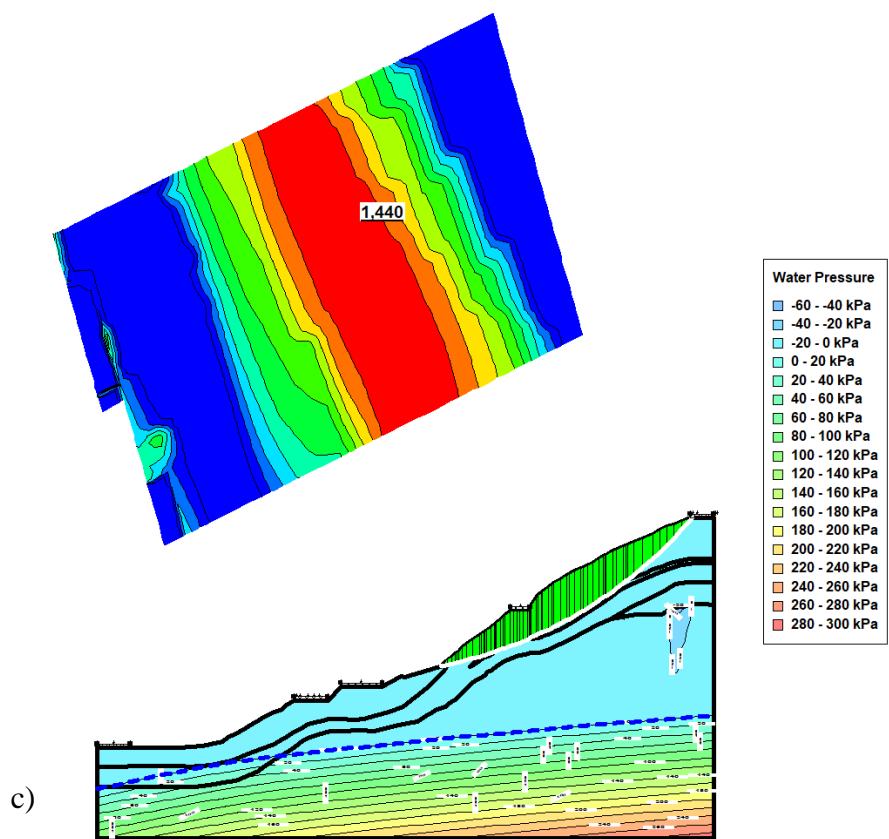 1,440
Water Pressure
-60 - -40 kPa
-40 - -20 kPa
-20 - 0 kPa
0 - 20 kPa
20 - 40 kPa
40 - 60 kPa
60 - 80 kPa
80 - 100 kPa
100 - 120 kPa
120 - 140 kPa
140 - 160 kPa
160 - 180 kPa
180 - 200 kPa
200 - 220 kPa
220 - 240 kPa
240 - 260 kPa
260 - 280 kPa
280 - 300 kPa
c)